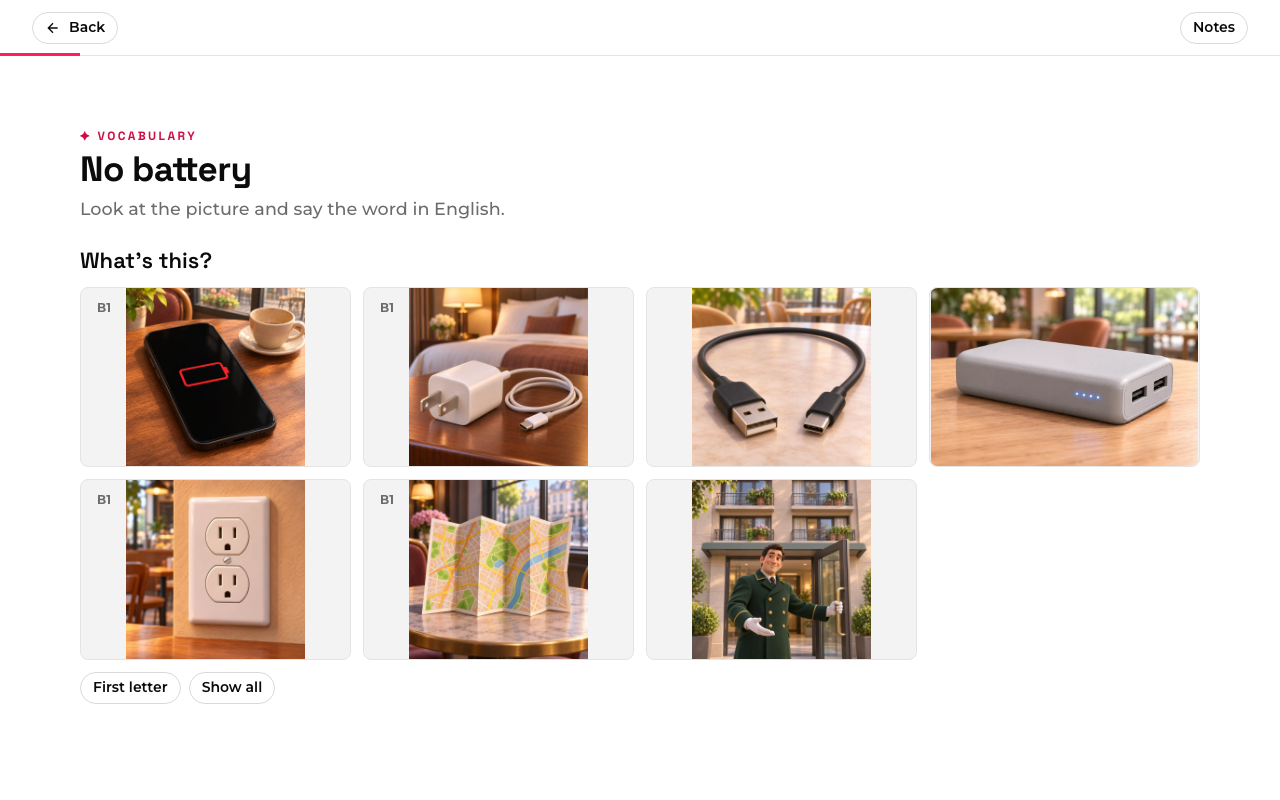 Back
Notes
VOCABULARY
No battery
Look at the picture and say the word in English.
What's this?
B1
B1
B1
B1
First letter
Show all